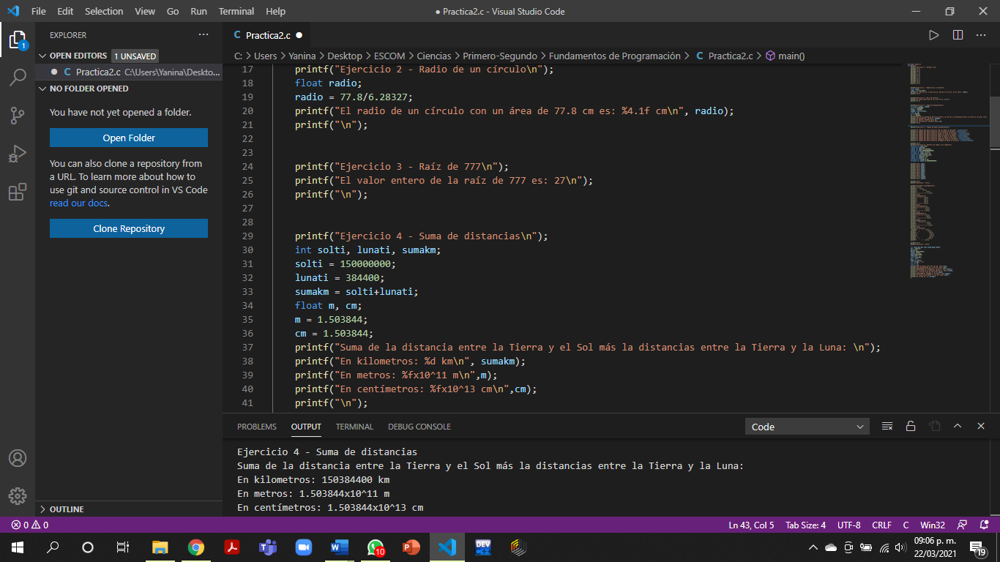 File Edit Selection View Go Run Terminal Help
● Practica2.c - Visual Studio Code
EXPLORER
OPEN EDITORS 1 UNSAVED
● C Practica2.c C:\Users\Yanina\Deskto...
NO FOLDER OPENED
You have not yet opened a folder.
Open Folder
You can also clone a repository
from a URL. To learn more about how to
use git and source control in VS Code
read our docs.
Clone Repository
OUTLINE
1
C Practica2.c ●
C: > Users > Yanina > Desktop > ESCOM > Ciencias > Primero-Segundo > Fundamentos de Programación > C Practica2.c > main()
17 printf("Ejercicio 2 - Radio de un círculo\n");
18 float radio;
19 radio = 77.8/6.28327;
20 printf("El radio de un círculo con un área de 77.8 cm es: %4.1f cm\n", radio);
21 printf("\n");
22
23
24 printf("Ejercicio 3 - Raíz de 777\n");
25 printf("El valor entero de la raíz de 777 es: 27\n");
26 printf("\n");
27
28
29 printf("Ejercicio 4 - Suma de distancias\n");
30 int solti, lunati, sumakm;
31 solti = 150000000;
32 lunati = 384400;
33 sumakm = solti+lunati;
34 float m, cm;
35 m = 1.503844;
36 cm = 1.503844;
37 printf("Suma de la distancia entre la Tierra y el Sol más la distancias entre la Tierra y la Luna: \n");
38 printf("En kilometros: %d km\n", sumakm);
39 printf("En metros: %fx10^11 m\n",m);
40 printf("En centímetros: %fx10^13 cm\n",cm);
41 printf("\n");
PROBLEMS OUTPUT TERMINAL DEBUG CONSOLE
Code
Ejercicio 4 - Suma de distancias
Suma de la distancia entre la Tierra y el Sol más la distancias entre la Tierra y la Luna:
En kilometros: 150384400 km
En metros: 1.503844x10^11 m
En centímetros: 1.503844x10^13 cm
0 0
Ln 43, Col 5 Tab Size: 4 UTF-8 CRLF C Win32
10
DEV
09:06 p. m.
22/03/2021
19